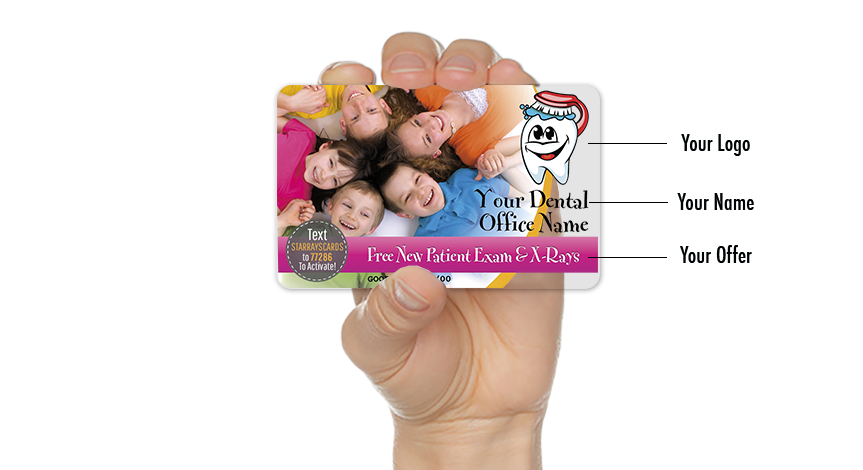 Your Logo
Your Dental
Office Name
Your Name
Text
STARRAYSCARDS
to 77286
To Activate!
Free New Patient Exam & X-Rays
Your Offer